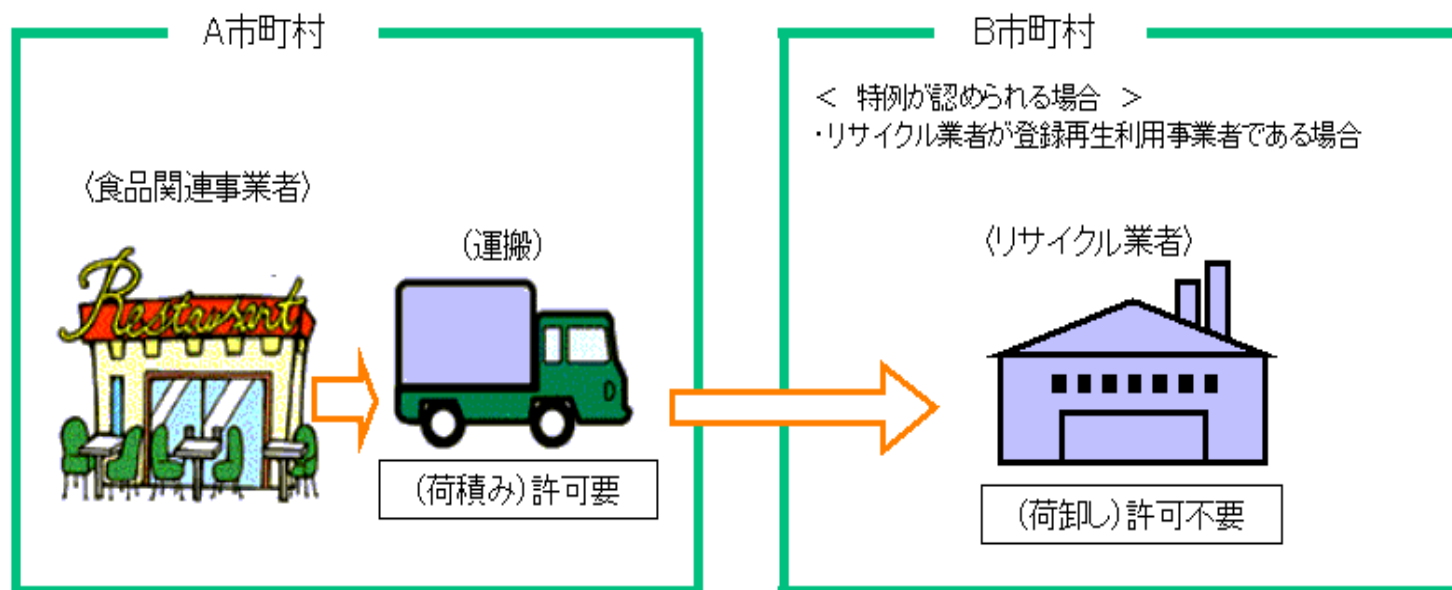 A市町村
B市町村
＜ 特例が認められる場合 ＞
・リサイクル業者が登録再生利用事業者である場合
〈食品関連事業者〉
（運搬）
〈リサイクル業者〉
Restaurant
（荷積み）許可要
（荷卸し）許可不要